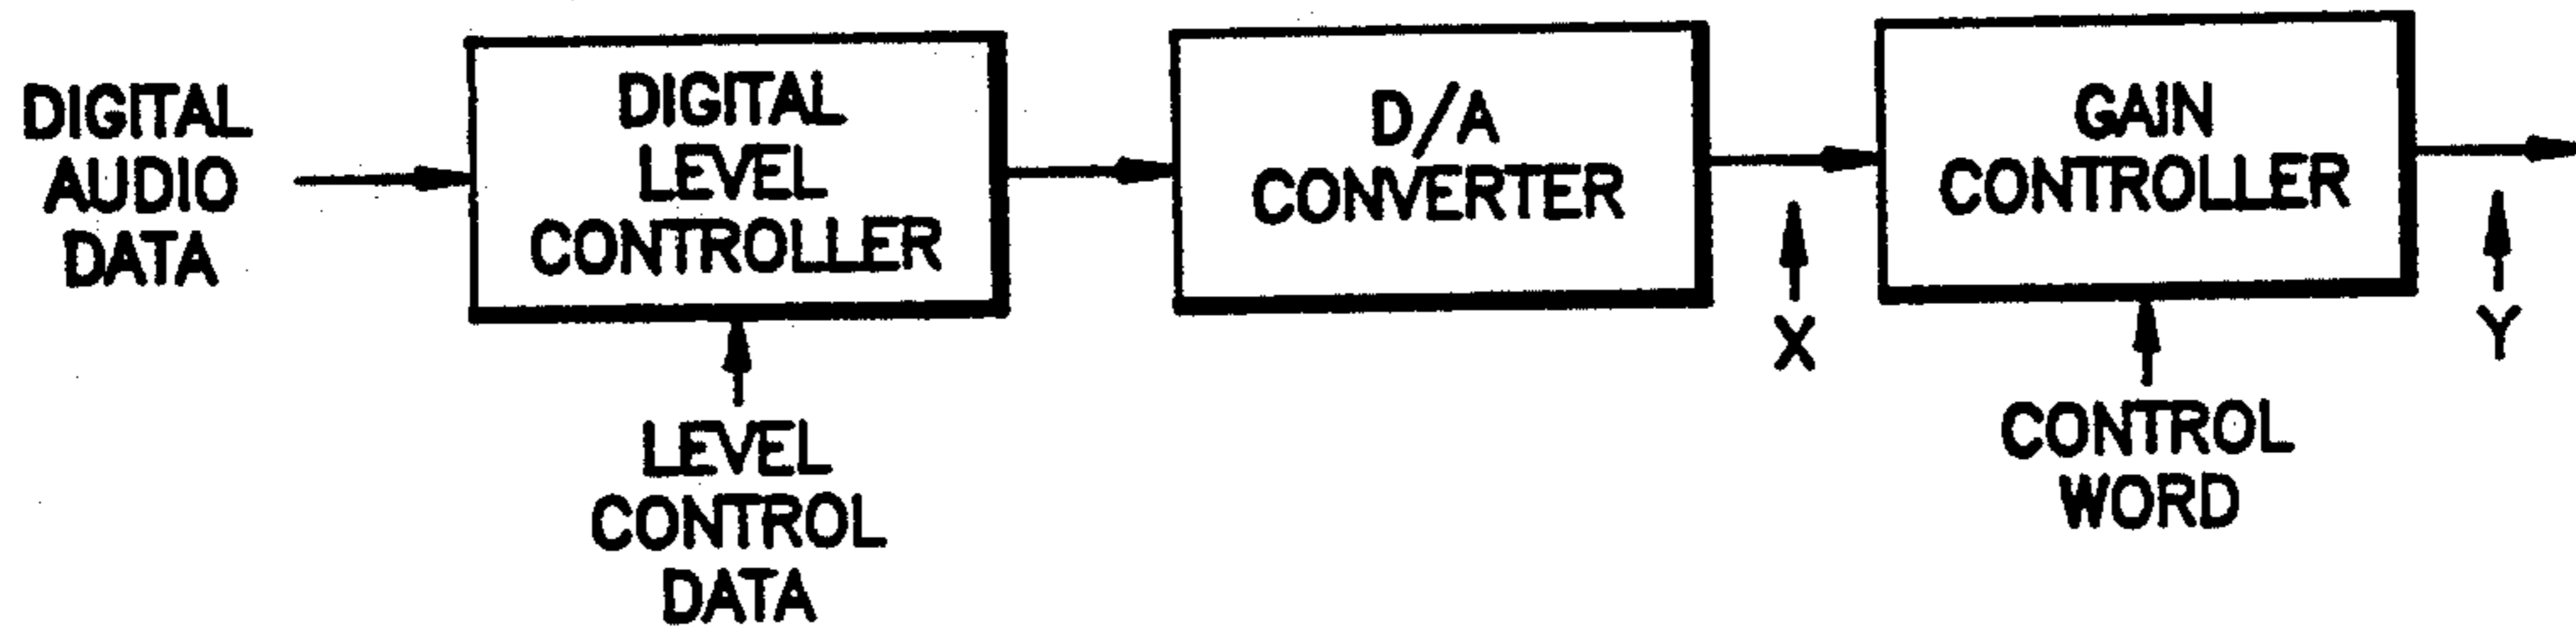 DIGITAL
AUDIO
DATA
DIGITAL
LEVEL
CONTROLLER
LEVEL
CONTROL
DATA
D/A
CONVERTER
X
GAIN
CONTROLLER
CONTROL
WORD
Y